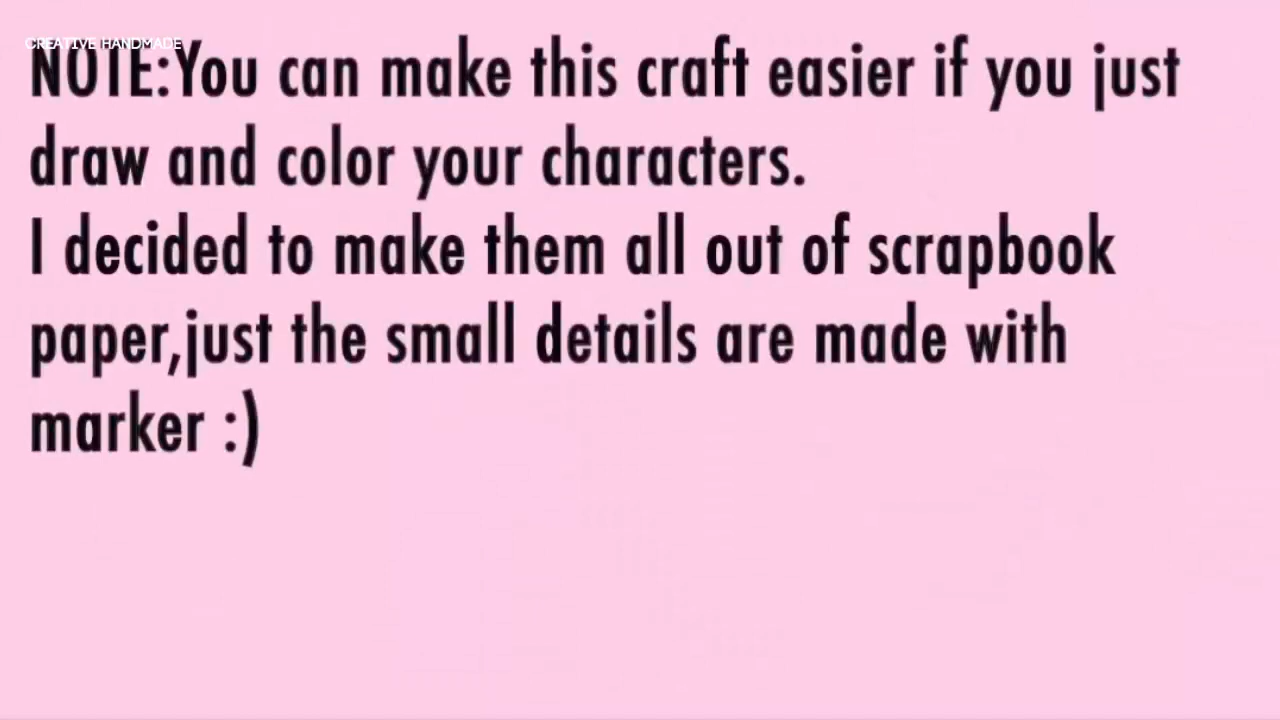 CREATIVE HANDMADE
NOTE:You can make this craft easier if you just
draw and color your characters.
I decided to make them all out of scrapbook
paper,just the small details are made with
marker :)